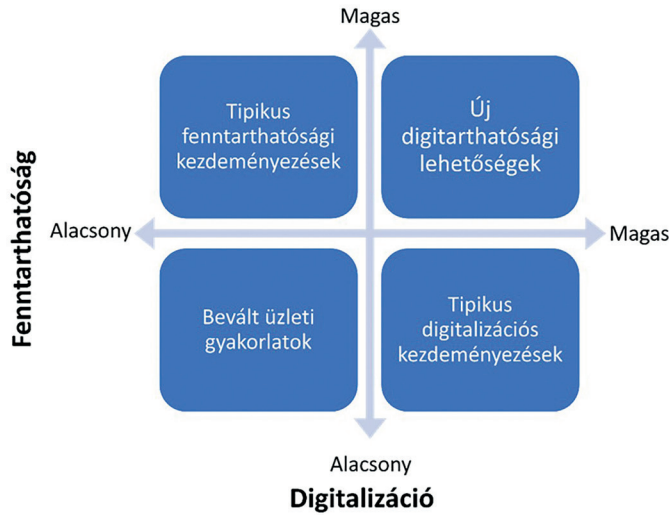 Magas
Tipikus
fenntarthatósági
kezdeményezések
Új
digitarthatósági
lehetőségek
Fenntarthatóság
Alacsony
Magas
Bevált üzleti
gyakorlatok
Tipikus
digitalizációs
kezdeményezések
Alacsony
Digitalizáció